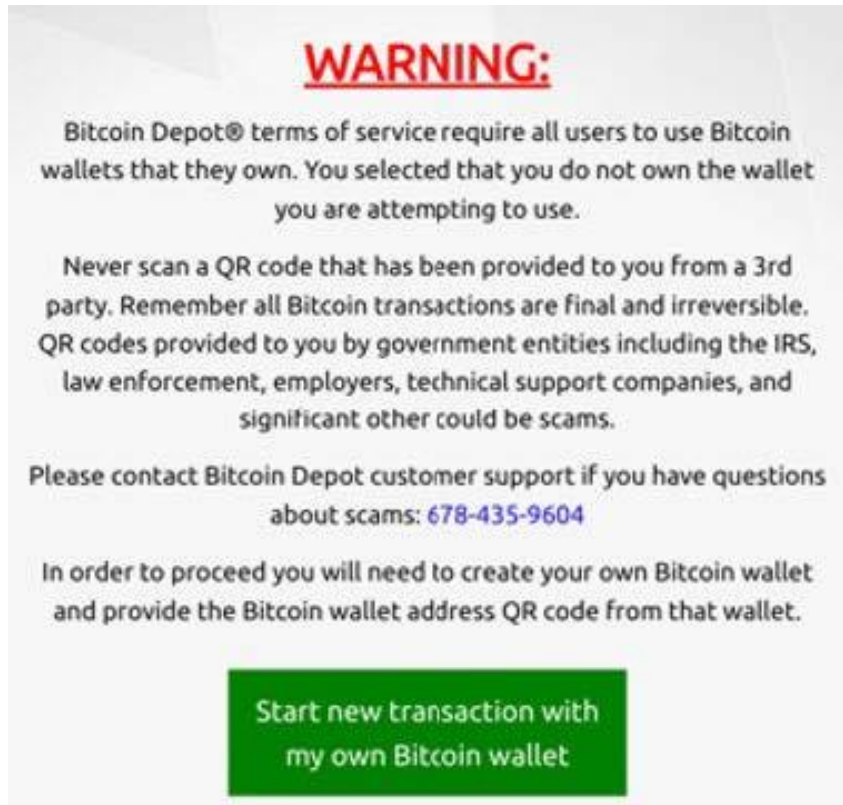 WARNING:
Bitcoin Depot® terms of service require all users to use Bitcoin
wallets that they own. You selected that you do not own the wallet
you are attempting to use.
Never scan a QR code that has been provided to you from a 3rd
party. Remember all Bitcoin transactions are final and irreversible.
QR codes provided to you by government entities including the IRS,
law enforcement, employers, technical support companies, and
significant other could be scams.
Please contact Bitcoin Depot customer support if you have questions
about scams: 678-435-9604
In order to proceed you will need to create your own Bitcoin wallet
and provide the Bitcoin wallet address QR code from that wallet.
Start new transaction with
my own Bitcoin wallet